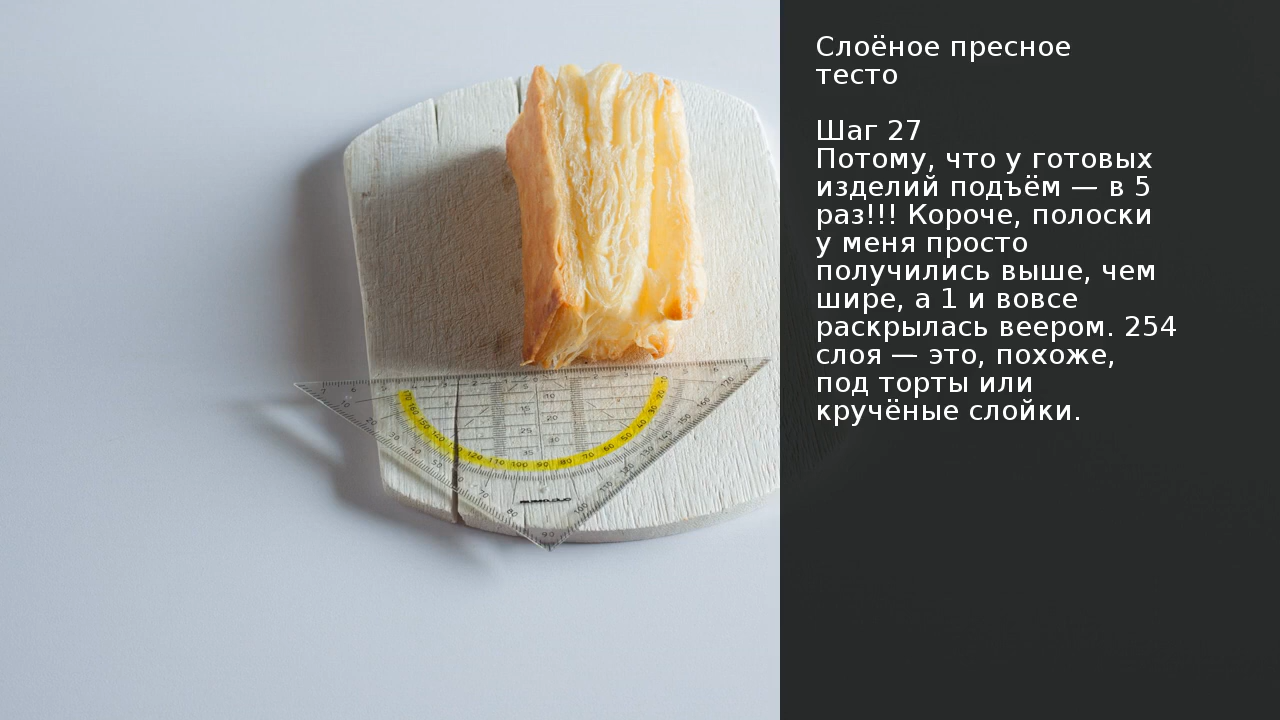 Слоёное пресное
тесто
Шаг 27
Потому, что у готовых
изделий подъём — в 5
раз!!! Короче, полоски
у меня просто
получились выше, чем
шире, а 1 и вовсе
раскрылась веером. 254
слоя — это, похоже,
под торты или
кручёные слойки.